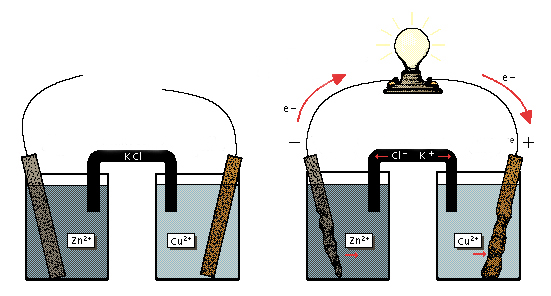 KCl
Zn2+
Cu2+
e−
e−
−
e
+
Cl− K+
Zn2+
Cu2+